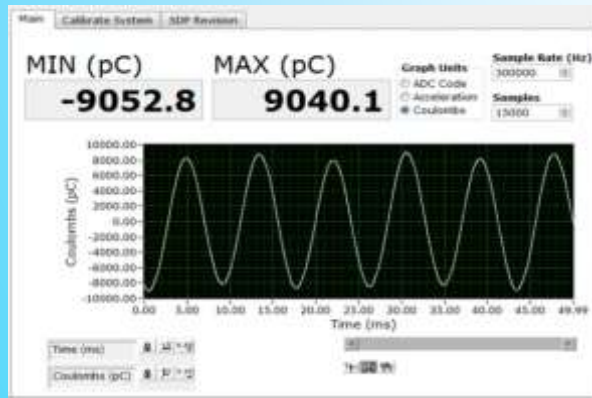 Main Calibrate System SDP Revision
MIN (pC) MAX (pC)
-9052.8 9040.1
Graph Units
ADC Code
Acceleration
Coulombs
Sample Rate (Hz)
300000
Samples
15000
10000.00
8000.00
6000.00
4000.00
2000.00
0.00
-2000.00
-4000.00
-6000.00
-8000.00
-10000.00
Coulombs (pC)
0.00 5.00 10.00 15.00 20.00 25.00 30.00 35.00 40.00 45.00 49.99
Time (ms)
Time (ms)
Coulombs (pC)